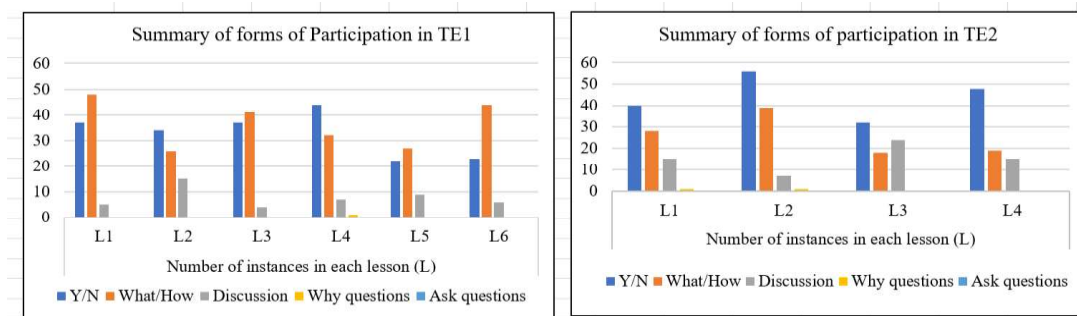 Summary of forms of Participation in TE1
60
50
40
30
20
10
0
L1 L2 L3 L4 L5 L6
Number of instances in each lesson (L)
Y/N What/How Discussion Why questions Ask questions
Summary of forms of participation in TE2
60
50
40
30
20
10
0
L1 L2 L3 L4
Number of instances in each lesson (L)
Y/N What/How Discussion Why questions Ask questions